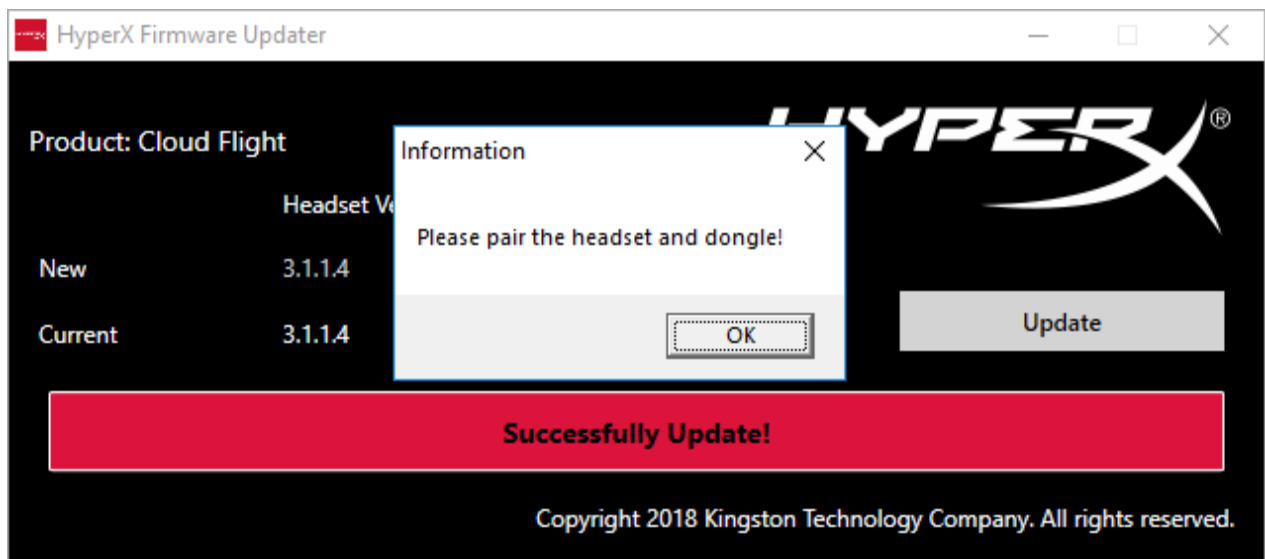 HyperX Firmware Updater
Product: Cloud Flight
HYPERX®
Information
Please pair the headset and dongle!
OK
Headset
New 3.1.1.4
Current 3.1.1.4
Update
Successfully Update!
Copyright 2018 Kingston Technology Company. All rights reserved.